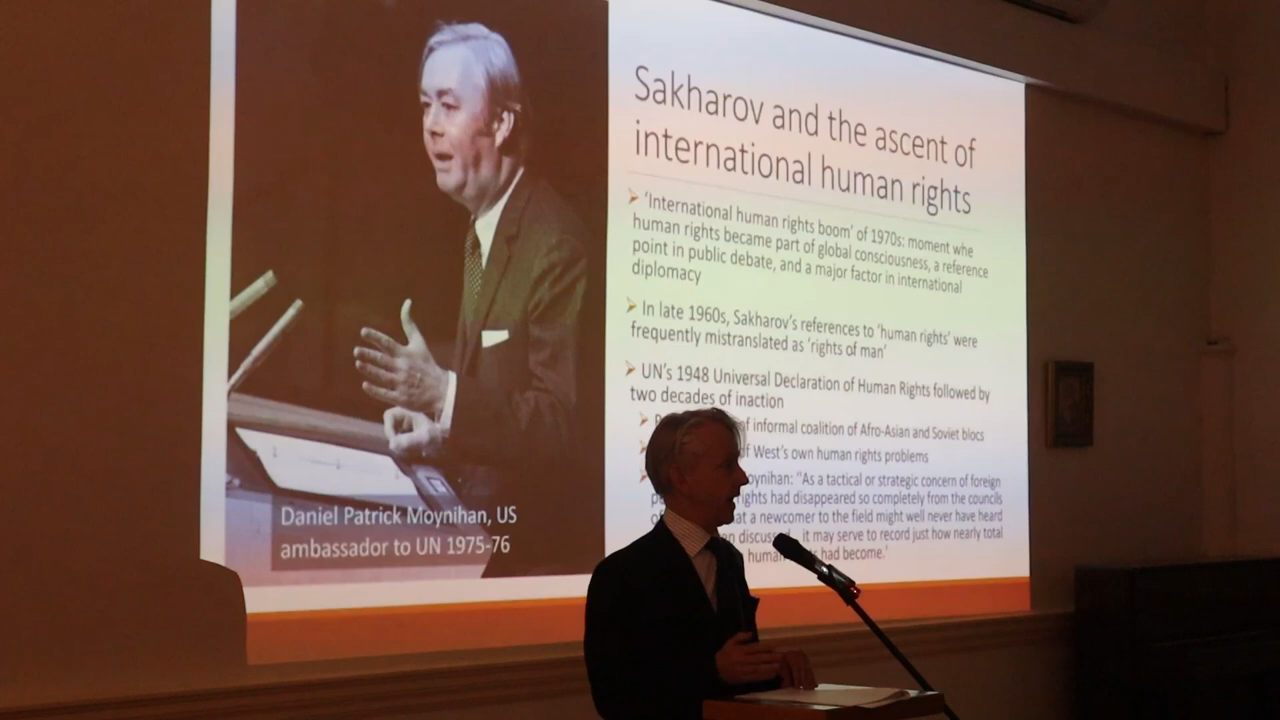 Sakharov and the ascent of
international human rights
‘International human rights boom’ of 1970s: moment whe
human rights became part of global consciousness, a reference
point in public debate, and a major factor in international
diplomacy
In late 1960s, Sakharov’s references to ‘human rights’ were
frequently mistranslated as ‘rights of man’
UN’s 1948 Universal Declaration of Human Rights followed by
two decades of inaction
of informal coalition of Afro-Asian and Soviet blocs
of West’s own human rights problems
oynihan: “As a tactical or strategic concern of foreign
rights had disappeared so completely from the councils
at a newcomer to the field might well never have heard
discussed it may serve to record just how nearly total
human had become.’
Daniel Patrick Moynihan, US
ambassador to UN 1975-76